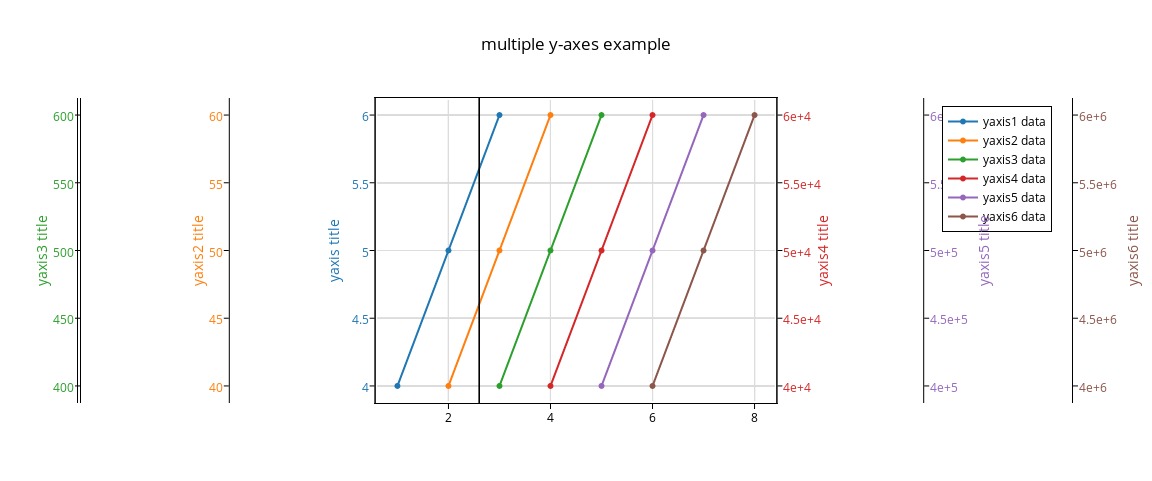 multiple y-axes example
yaxis3 title
600
550
500
450
400
yaxis2 title
60
55
50
45
40
yaxis title
6
5.5
5
4.5
4
2
4
6
8
6e+4
5.5e+4
5e+4
4.5e+4
4e+4
yaxis4 title
5e+5
4.5e+5
4e+5
yaxis5 title
yaxis1 data
yaxis2 data
yaxis3 data
yaxis4 data
yaxis5 data
yaxis6 data
6e+6
5.5e+6
5e+6
4.5e+6
4e+6
yaxis6 title